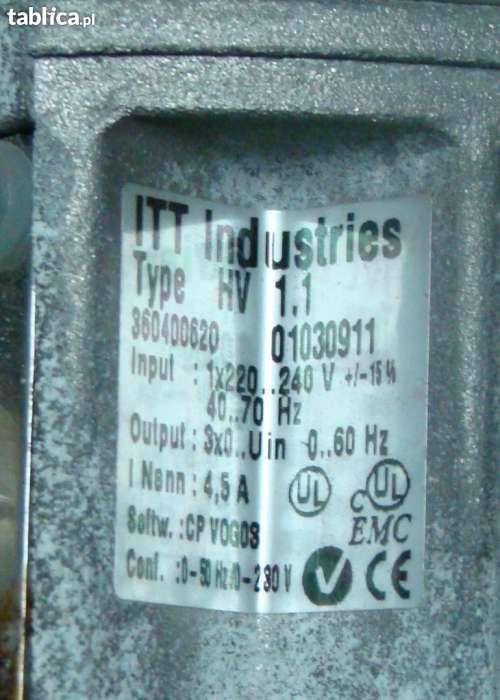 tablica.pl
ITT Industries
Type HV 1.1
360400620 01030911
Input : 1x220..240 V +/-15 %
40..70 Hz
Output : 3x0..Uin 0..60 Hz
I Nenn : 4,5 A
UL
c UL
Softw. :CP V0G03
EMC
Conf. :0-50 Hz/0-230 V
CE